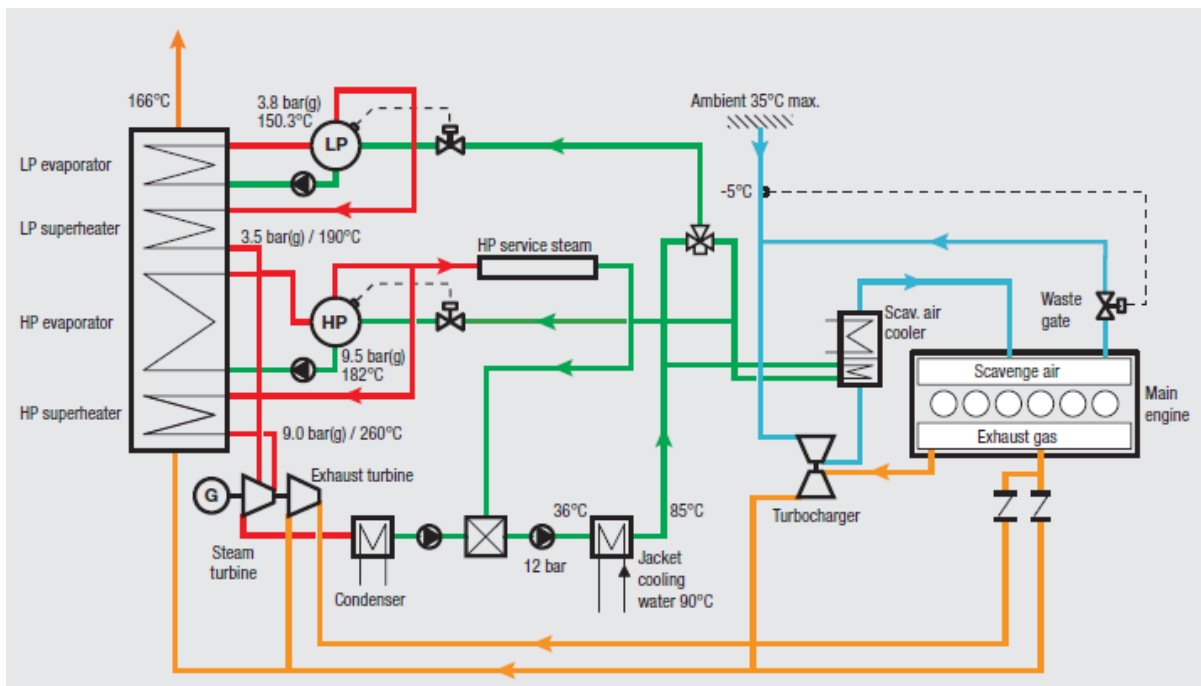 166°C
3.8 bar(g)
150.3°C
LP
LP evaporator
LP superheater
3.5 bar(g) / 190°C
HP service steam
HP evaporator
HP
9.5 bar(g)
182°C
HP superheater
9.0 bar(g) / 260°C
Exhaust turbine
G
Steam
turbine
Condenser
36°C
12 bar
85°C
Jacket
cooling
water 90°C
Ambient 35°C max.
-5°C
Scav. air
cooler
Waste
gate
Scavenge air
Exhaust gas
Main
engine
Turbocharger